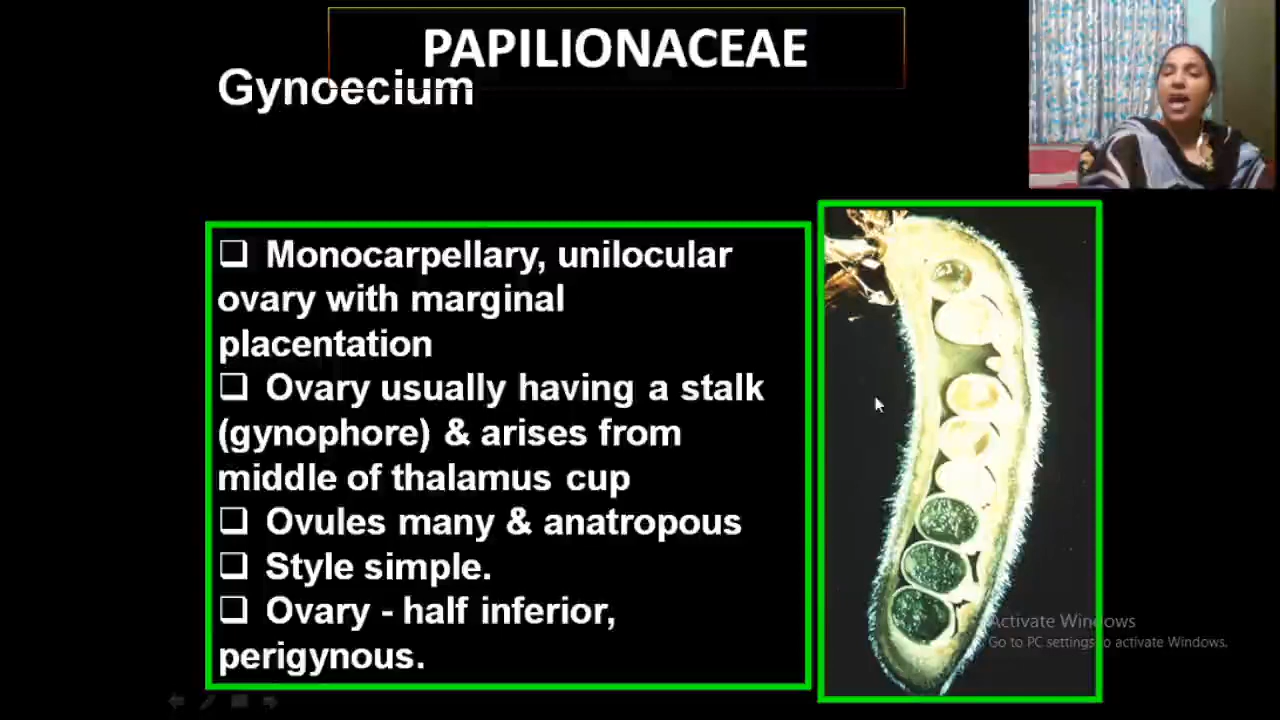 PAPILIONACEAE
Gynoecium
❑ Monocarpellary, unilocular
ovary with marginal
placentation
❑ Ovary usually having a stalk
(gynophore) & arises from
middle of thalamus cup
❑ Ovules many & anatropous
❑ Style simple.
❑ Ovary - half inferior,
perigynous.
Activate Windows
Go to PC settings to activate Windows.